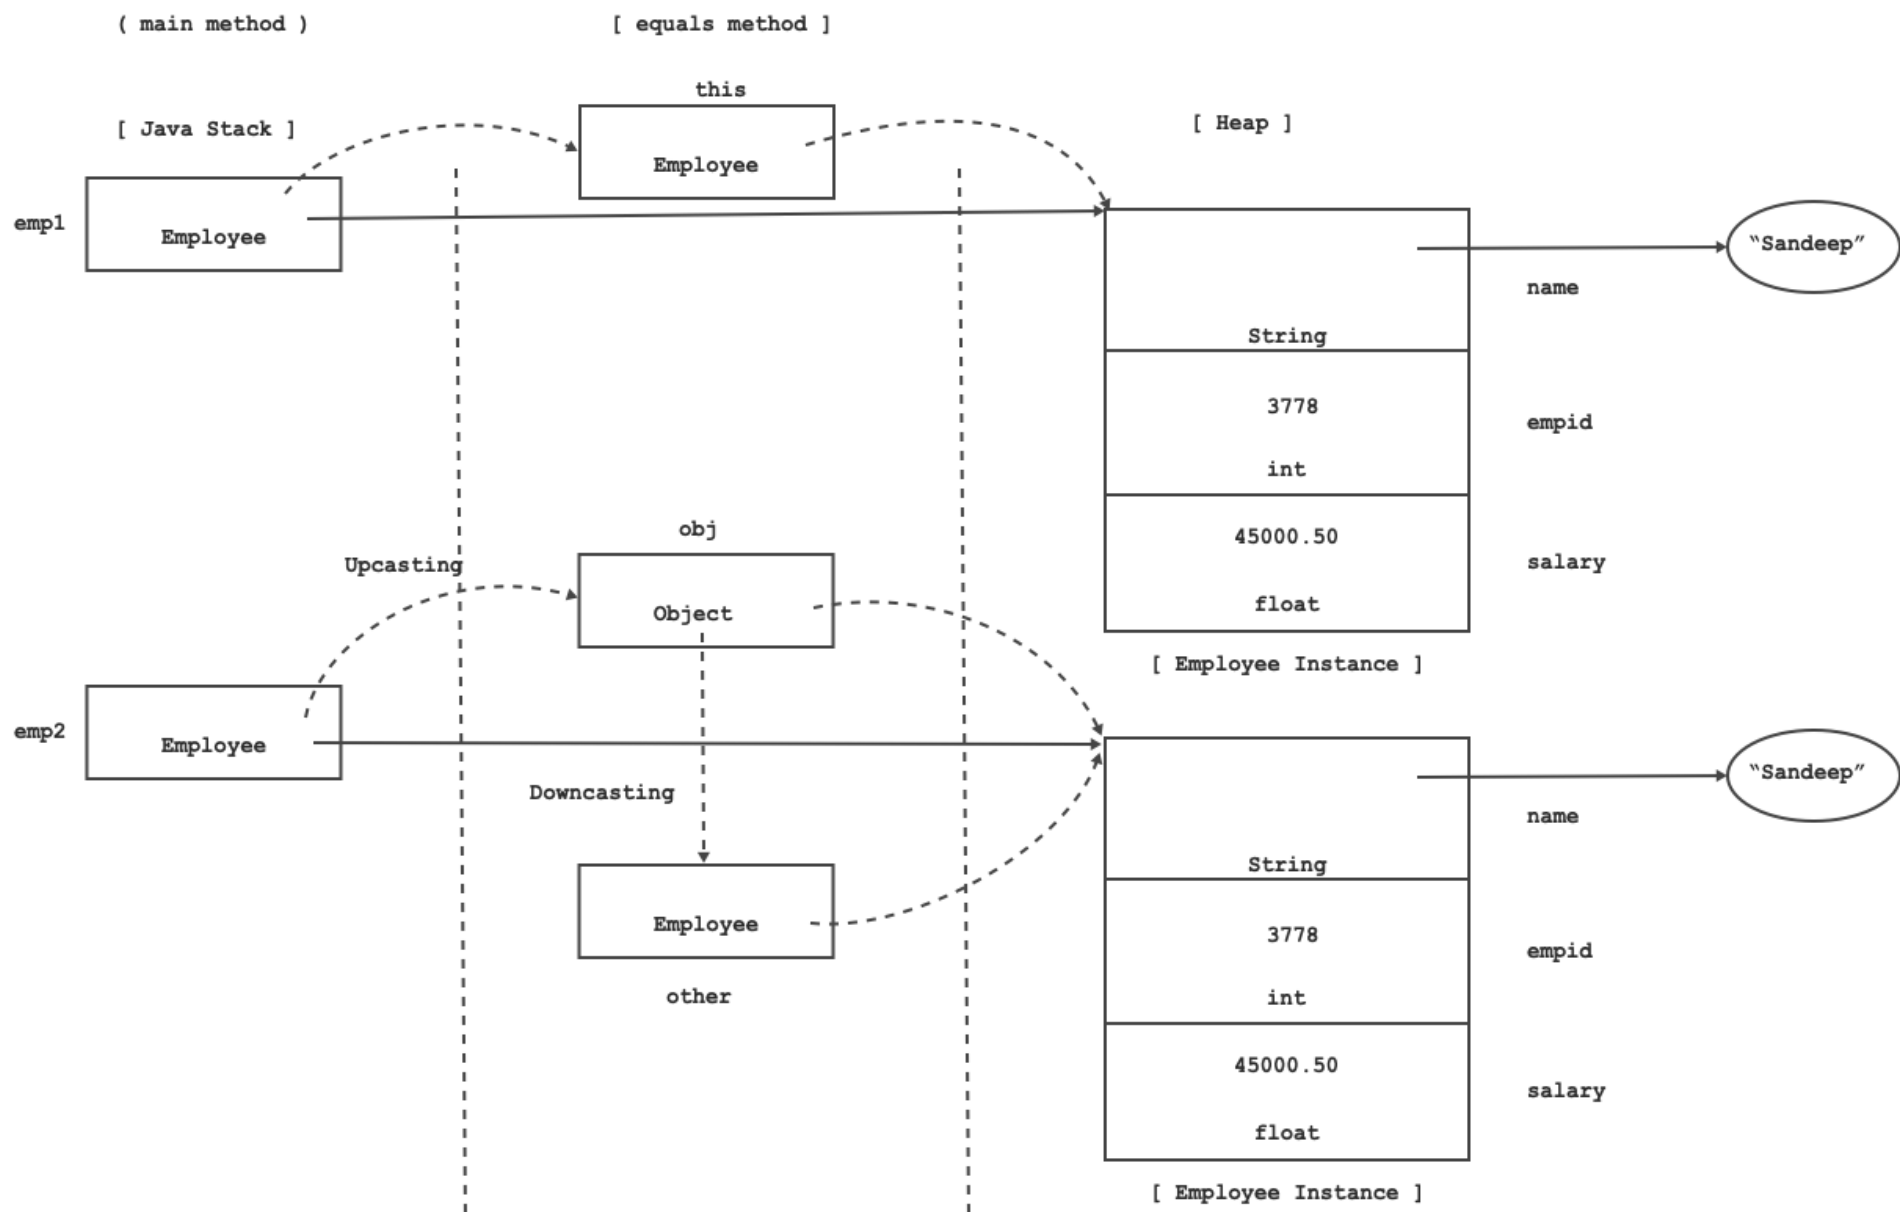 ( main method )
[ equals method ]
this
[ Java Stack ]
[ Heap ]
Employee
emp1
Employee
“Sandeep”
name
String
3778
empid
int
obj
45000.50
Upcasting
salary
Object
float
[ Employee Instance ]
emp2
Employee
“Sandeep”
Downcasting
name
String
Employee
3778
empid
other
int
45000.50
salary
float
[ Employee Instance ]